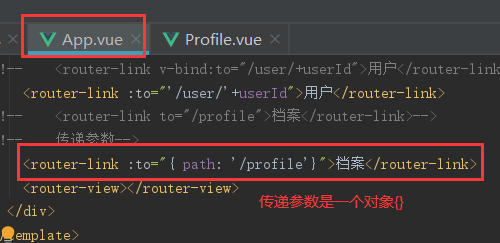 App.vue × Profile.vue ×
!-- <router-link v-bind:to="/user/+userId">用户</router-link
<router-link :to="'/user/'+userId">用户</router-link>
!-- <router-link to="/profile">档案</router-link>-->
!-- 传递参数-->
<router-link :to="{ path: '/profile'}">档案</router-link>
<router-view></router-view>
传递参数是一个对象{}
</div>
emplate>